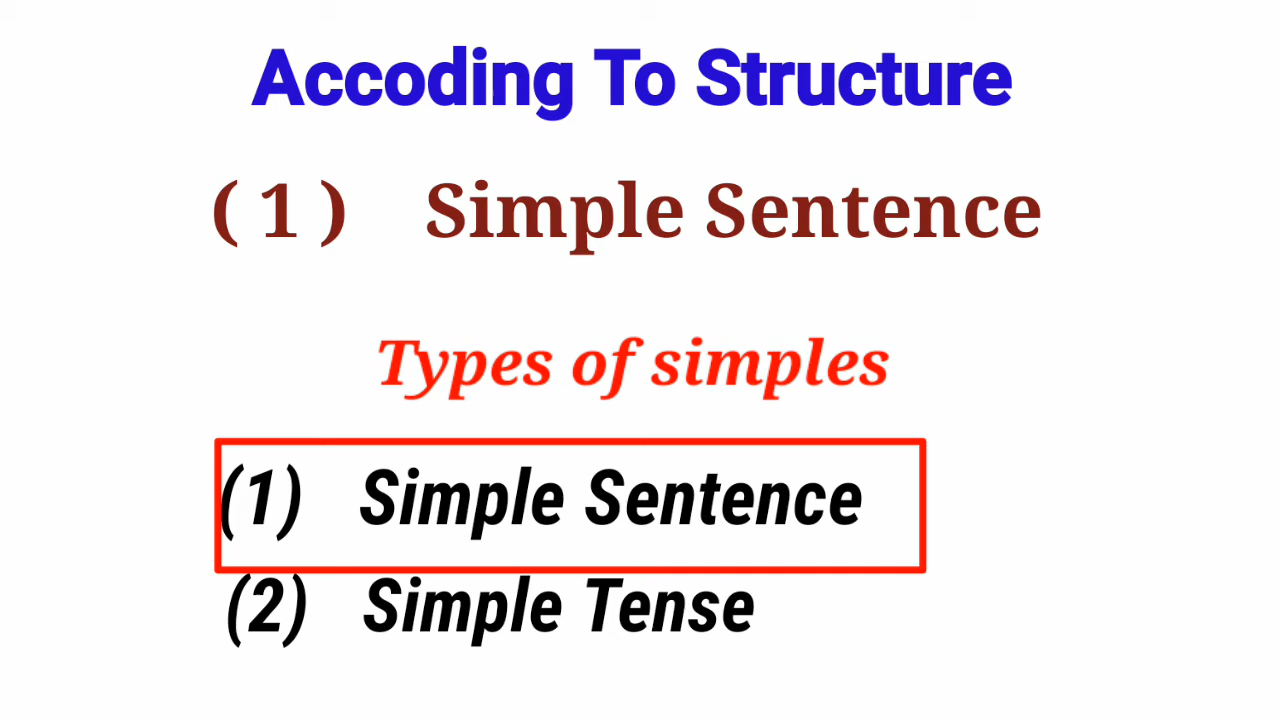 Accoding To Structure
( 1 ) Simple Sentence
Types of simples
(1) Simple Sentence
(2) Simple Tense